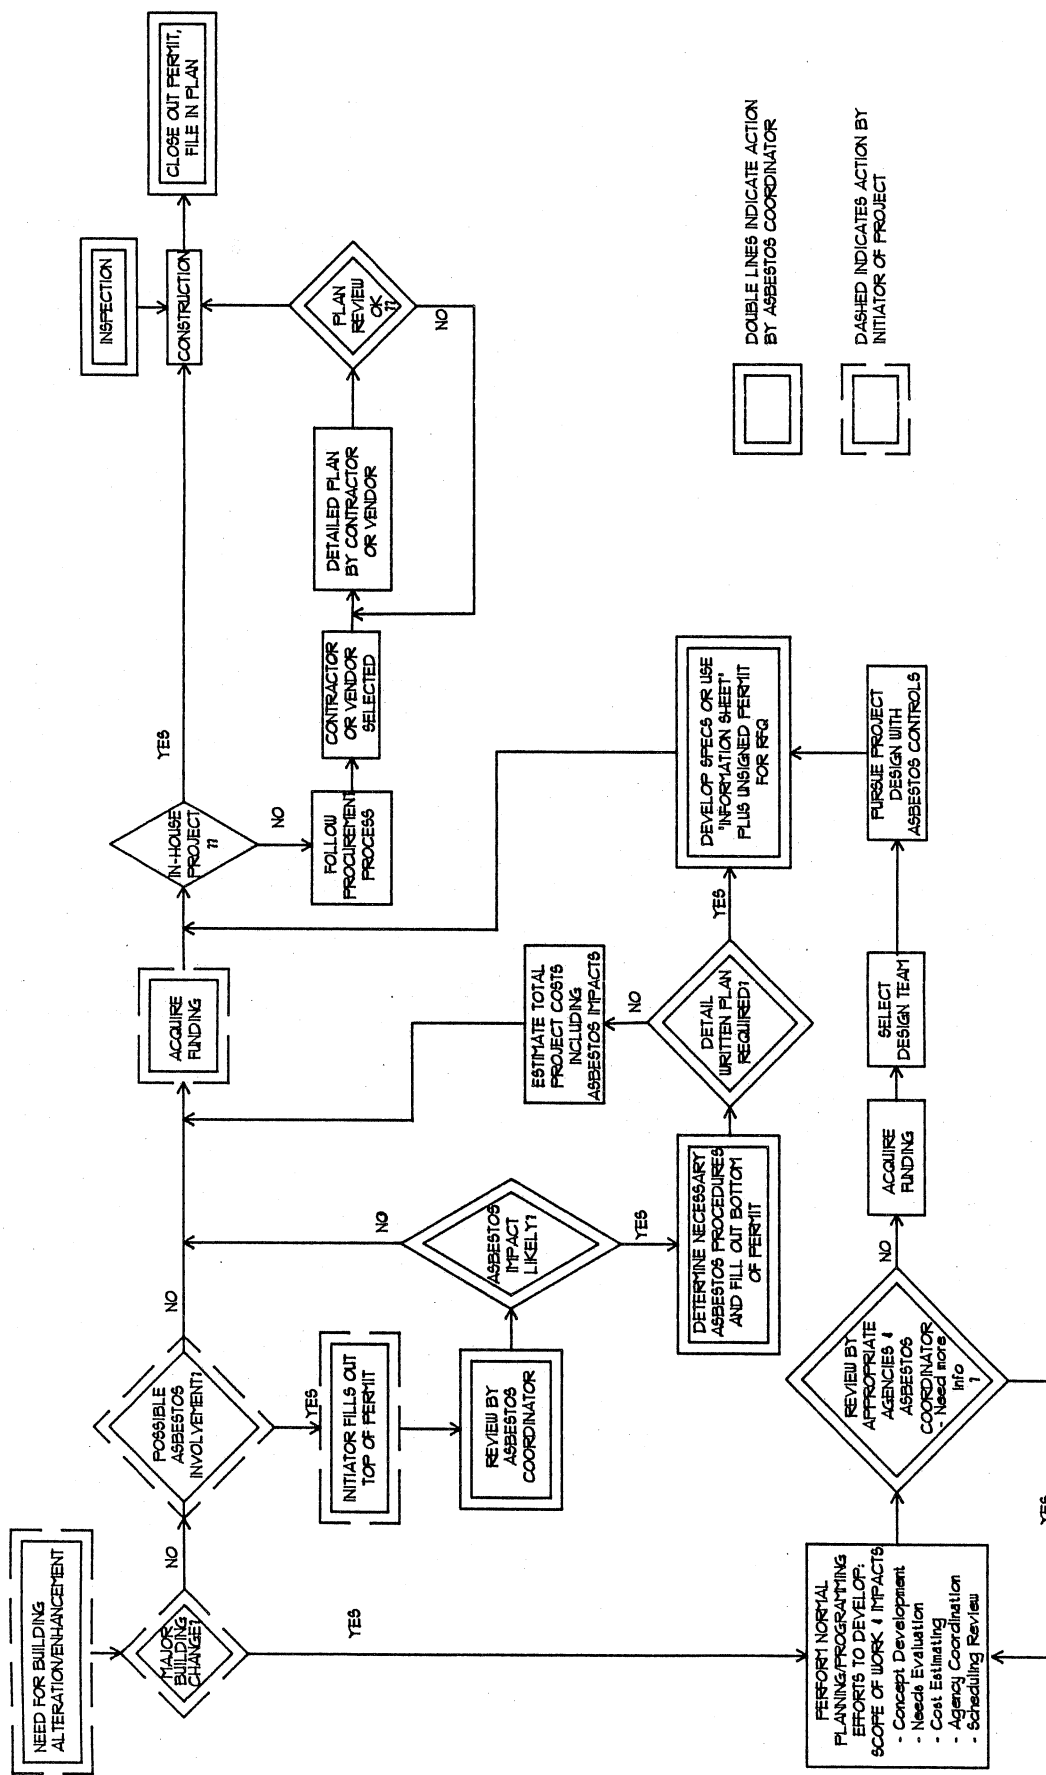 NEED FOR BUILDING
ALTERATION/ENHANCEMENT
MAJOR
BUILDING
CHANGE?
NO
YES
POSSIBLE
ASBESTOS
INVOLVEMENT?
NO
YES
INITIATOR FILLS OUT
TOP OF PERMIT
REVIEW BY
ASBESTOS
COORDINATOR
ASBESTOS
IMPACT
LIKELY?
NO
YES
DETERMINE NECESSARY
ASBESTOS PROCEDURES
AND FILL OUT BOTTOM
OF PERMIT
DETAIL
WRITTEN PLAN
REQUIRED?
NO
YES
ESTIMATE TOTAL
PROJECT COSTS
INCLUDING
ASBESTOS IMPACTS
DEVELOP SPECS OR USE
"INFORMATION SHEET"
PLUS UNSIGNED PERMIT
FOR RFQ
ACQUIRE
FUNDING
IN-HOUSE
PROJECT
??
YES
NO
FOLLOW
PROCUREMENT
PROCESS
CONTRACTOR
OR VENDOR
SELECTED
DETAILED PLAN
BY CONTRACTOR
OR VENDOR
PLAN
REVIEW
OK
??
NO
CONSTRUCTION
INSPECTION
CLOSE OUT PERMIT,
FILE IN PLAN
PERFORM NORMAL
PLANNING/PROGRAMMING
EFFORTS TO DEVELOP:
SCOPE OF WORK & IMPACTS
- Concept Development
- Needs Evaluation
- Cost Estimating
- Agency Coordination
- Scheduling Review
REVIEW BY
APPROPRIATE
AGENCIES &
ASBESTOS
COORDINATOR
- Need more
Info
?
NO
YES
ACQUIRE
FUNDING
SELECT
DESIGN TEAM
PURSUE PROJECT
DESIGN WITH
ASBESTOS CONTROLS
DOUBLE LINES INDICATE ACTION
BY ASBESTOS COORDINATOR
DASHED INDICATES ACTION BY
INITIATOR OF PROJECT